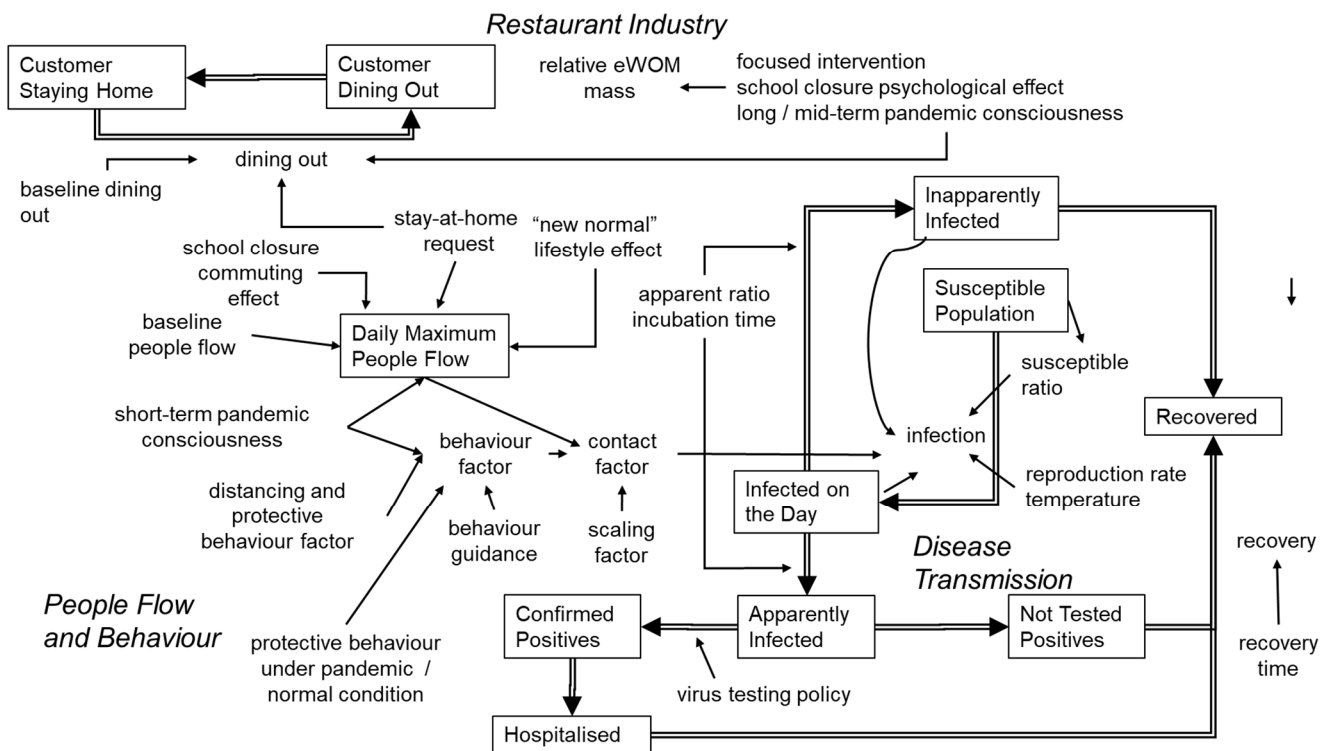 Restaurant Industry
Customer
Staying Home
Customer
Dining Out
relative eWOM
mass
focused intervention
school closure psychological effect
long / mid-term pandemic consciousness
dining out
baseline dining
out
stay-at-home
request
“new normal”
lifestyle effect
school closure
commuting
effect
baseline
people flow
Daily Maximum
People Flow
short-term pandemic
consciousness
behaviour
factor
contact
factor
distancing and
protective
behaviour factor
behaviour
guidance
scaling
factor
People Flow
and Behaviour
protective behaviour
under pandemic /
normal condition
Inapparently
Infected
apparent ratio
incubation time
Susceptible
Population
susceptible
ratio
Recovered
infection
reproduction rate
temperature
Infected on
the Day
Disease
Transmission
recovery
recovery
time
Confirmed
Positives
Apparently
Infected
Not Tested
Positives
virus testing policy
Hospitalised